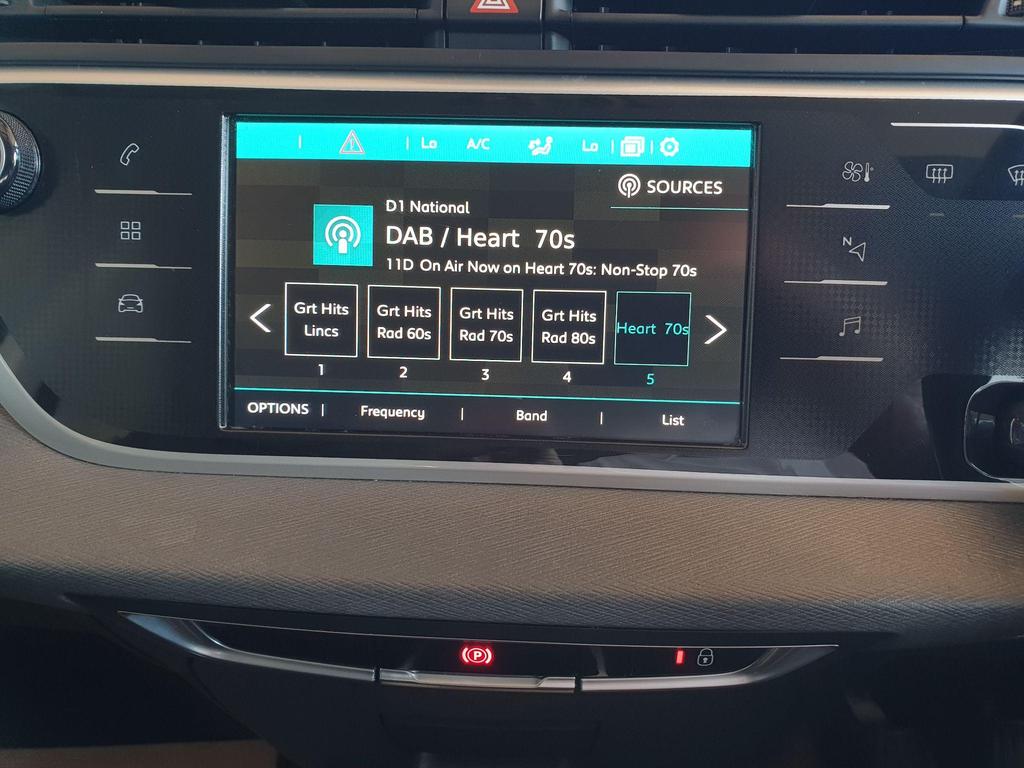 Lo A/C Lo
SOURCES
D1 National
DAB / Heart 70s
11D On Air Now on Heart 70s: Non-Stop 70s
Grt Hits
Lincs
Grt Hits
Rad 60s
Grt Hits
Rad 70s
Grt Hits
Rad 80s
Heart 70s
1 2 3 4 5
OPTIONS | Frequency | Band | List
N
P